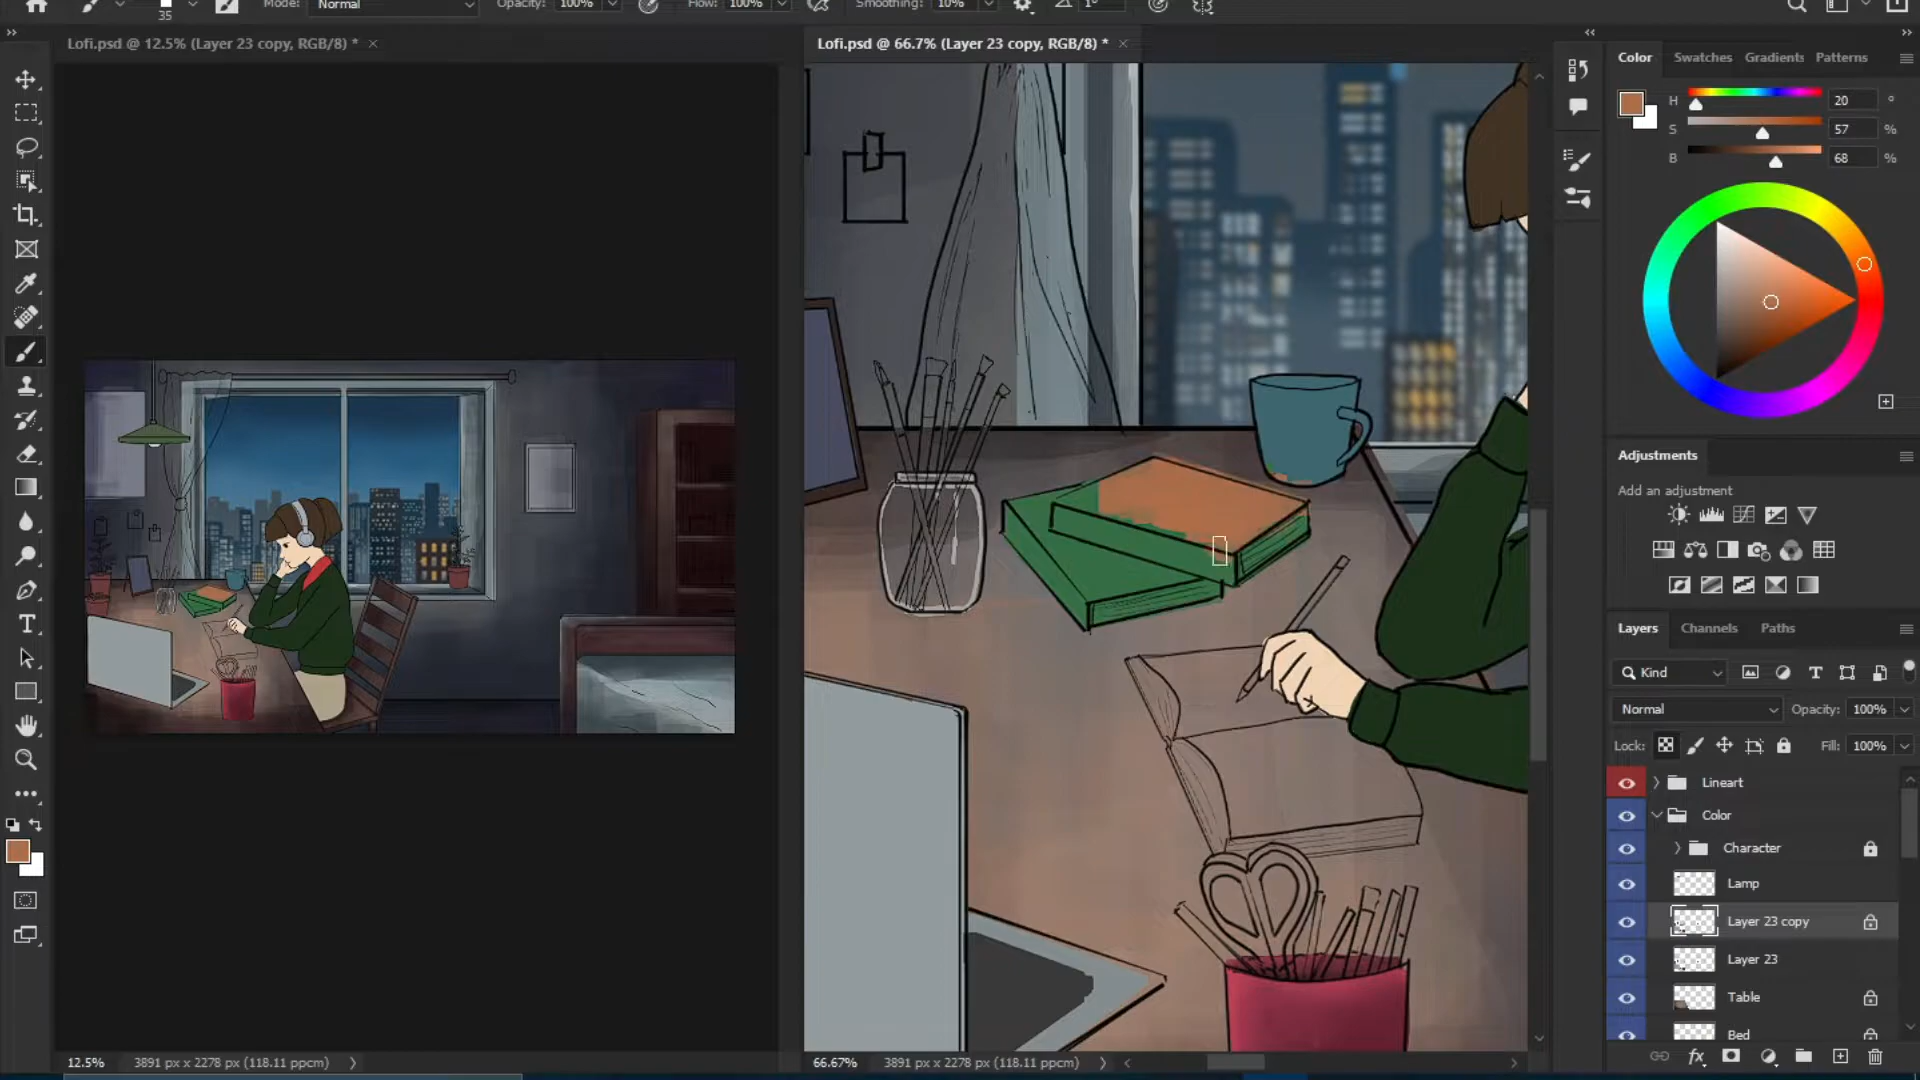 35
Mode: Normal Opacity: 100% Flow: 100% Smoothing: 10% 1°
Lofi.psd @ 12.5% (Layer 23 copy, RGB/8) *
Lofi.psd @ 66.7% (Layer 23 copy, RGB/8) *
Color Swatches Gradients Patterns
H 20 °
S 57 %
B 68 %
Adjustments
Add an adjustment
Layers Channels Paths
Kind
Normal Opacity: 100%
Lock: Fill: 100%
Lineart
Color
Character
Lamp
Layer 23 copy
Layer 23
Table
Bed
12.5% 3891 px x 2278 px (118.11 ppcm)
66.67% 3891 px x 2278 px (118.11 ppcm)